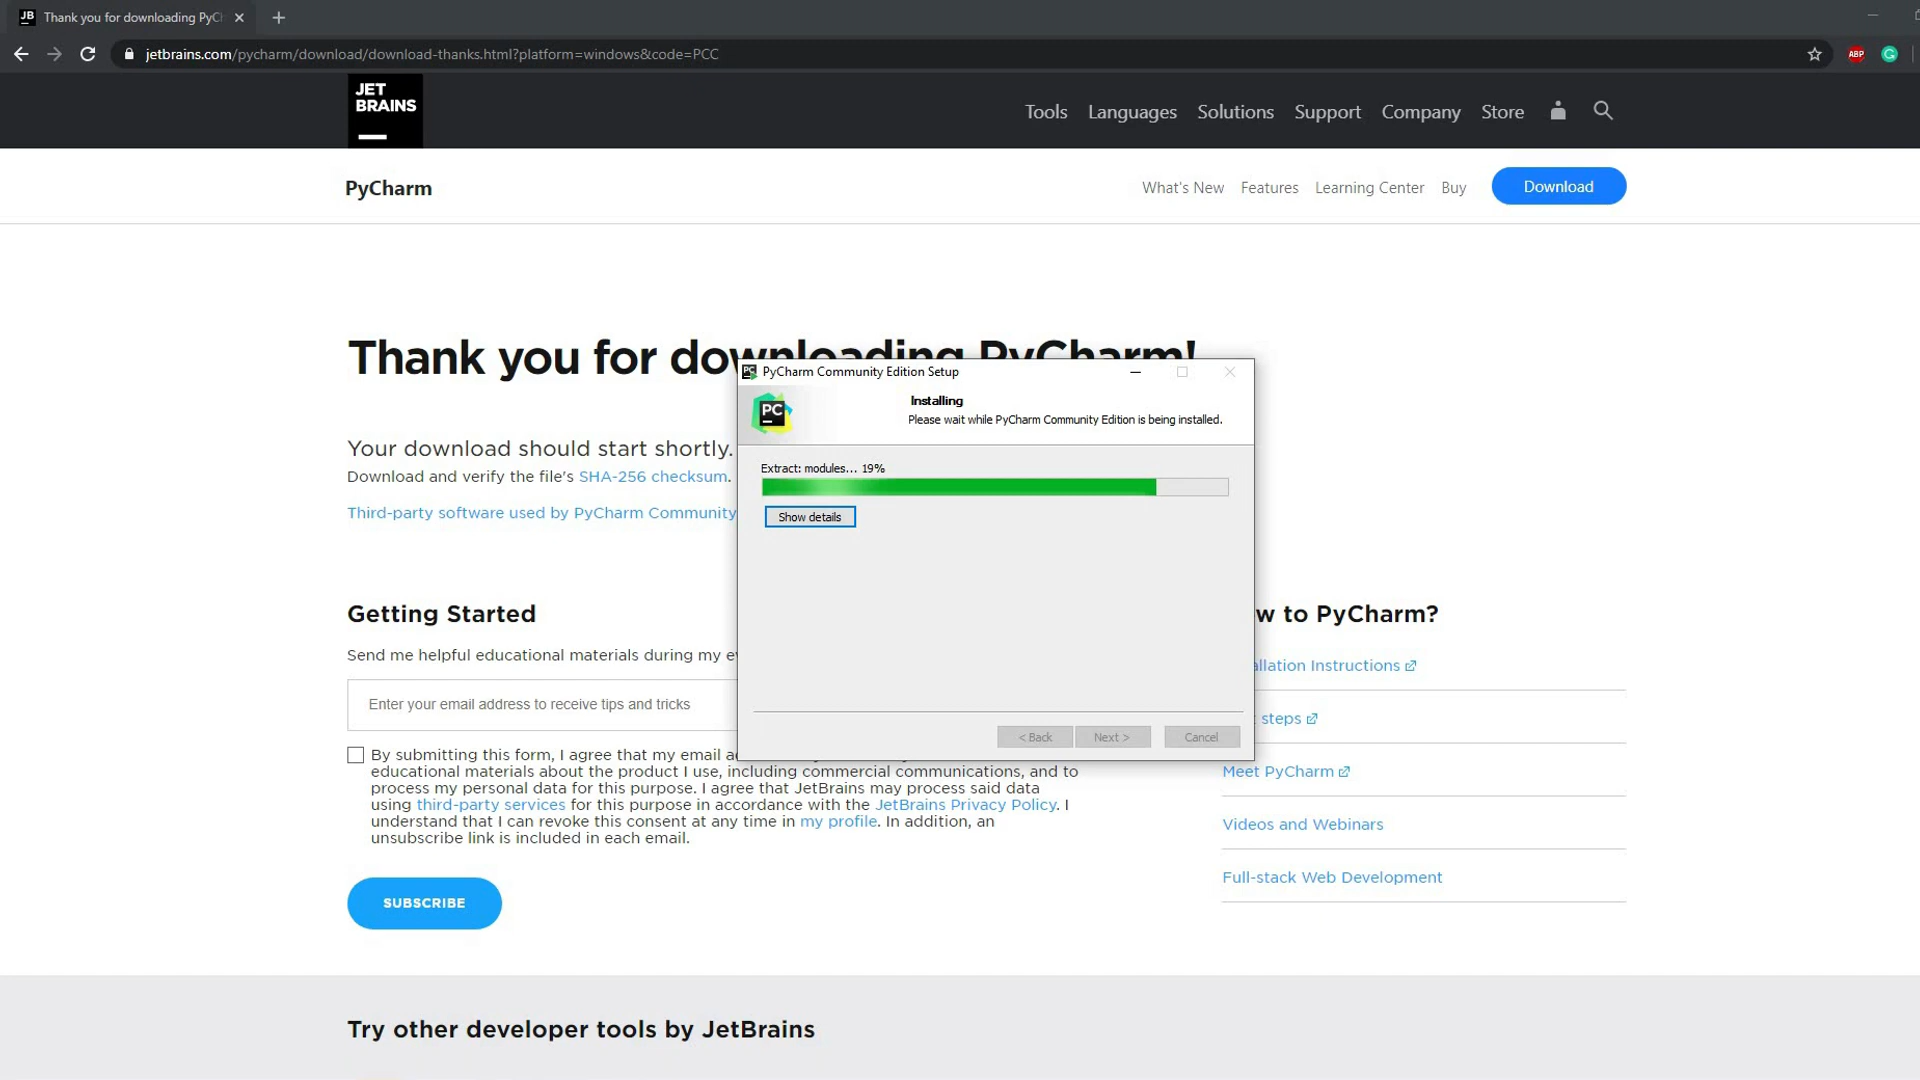 JB Thank you for downloading PyC
jetbrains.com/pycharm/download/download-thanks.html?platform=windows&code=PCC
ABP
G
JET
BRAINS
Tools Languages Solutions Support Company Store
PyCharm
What's New Features Learning Center Buy Download
Thank you for downloading PyCharm!
Your download should start shortly.
Download and verify the file's SHA-256 checksum.
Third-party software used by PyCharm Community
PyCharm Community Edition Setup
PC
Installing
Please wait while PyCharm Community Edition is being installed.
Extract: modules... 19%
Show details
< Back Next > Cancel
Getting Started
Send me helpful educational materials during my ev
Enter your email address to receive tips and tricks
By submitting this form, I agree that my email a
educational materials about the product I use, including commercial communications, and to
process my personal data for this purpose. I agree that JetBrains may process said data
using third-party services for this purpose in accordance with the JetBrains Privacy Policy. I
understand that I can revoke this consent at any time in my profile. In addition, an
unsubscribe link is included in each email.
SUBSCRIBE
w to PyCharm?
allation Instructions
steps
Meet PyCharm
Videos and Webinars
Full-stack Web Development
Try other developer tools by JetBrains